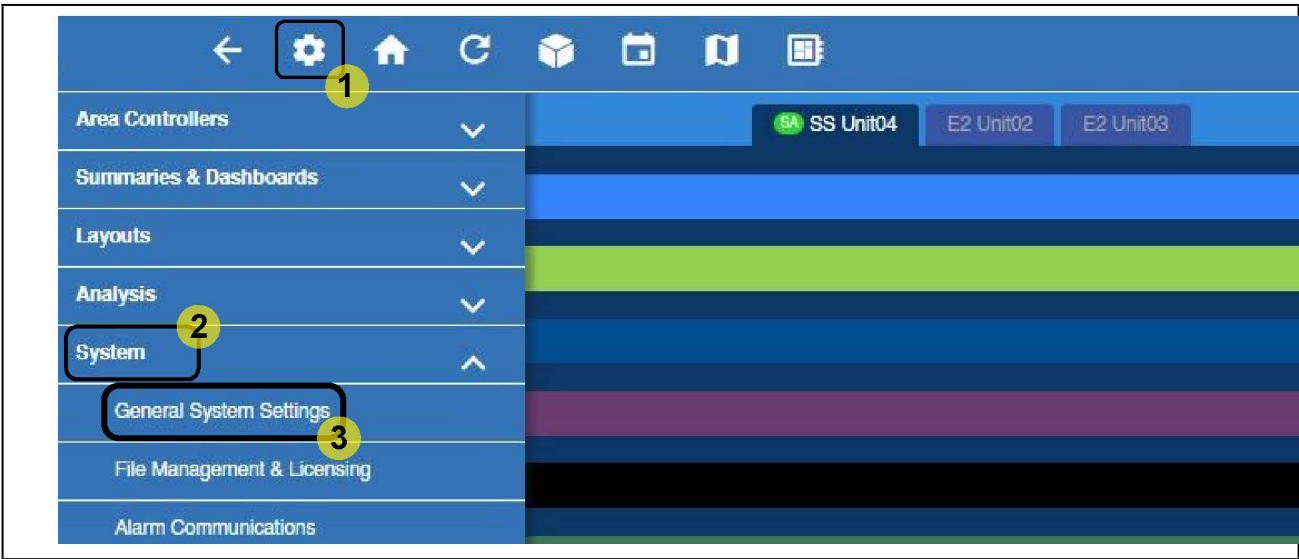 1
Area Controllers
SA SS Unit04 E2 Unit02 E2 Unit03
Summaries & Dashboards
Layouts
Analysis
2
System
General System Settings
3
File Management & Licensing
Alarm Communications